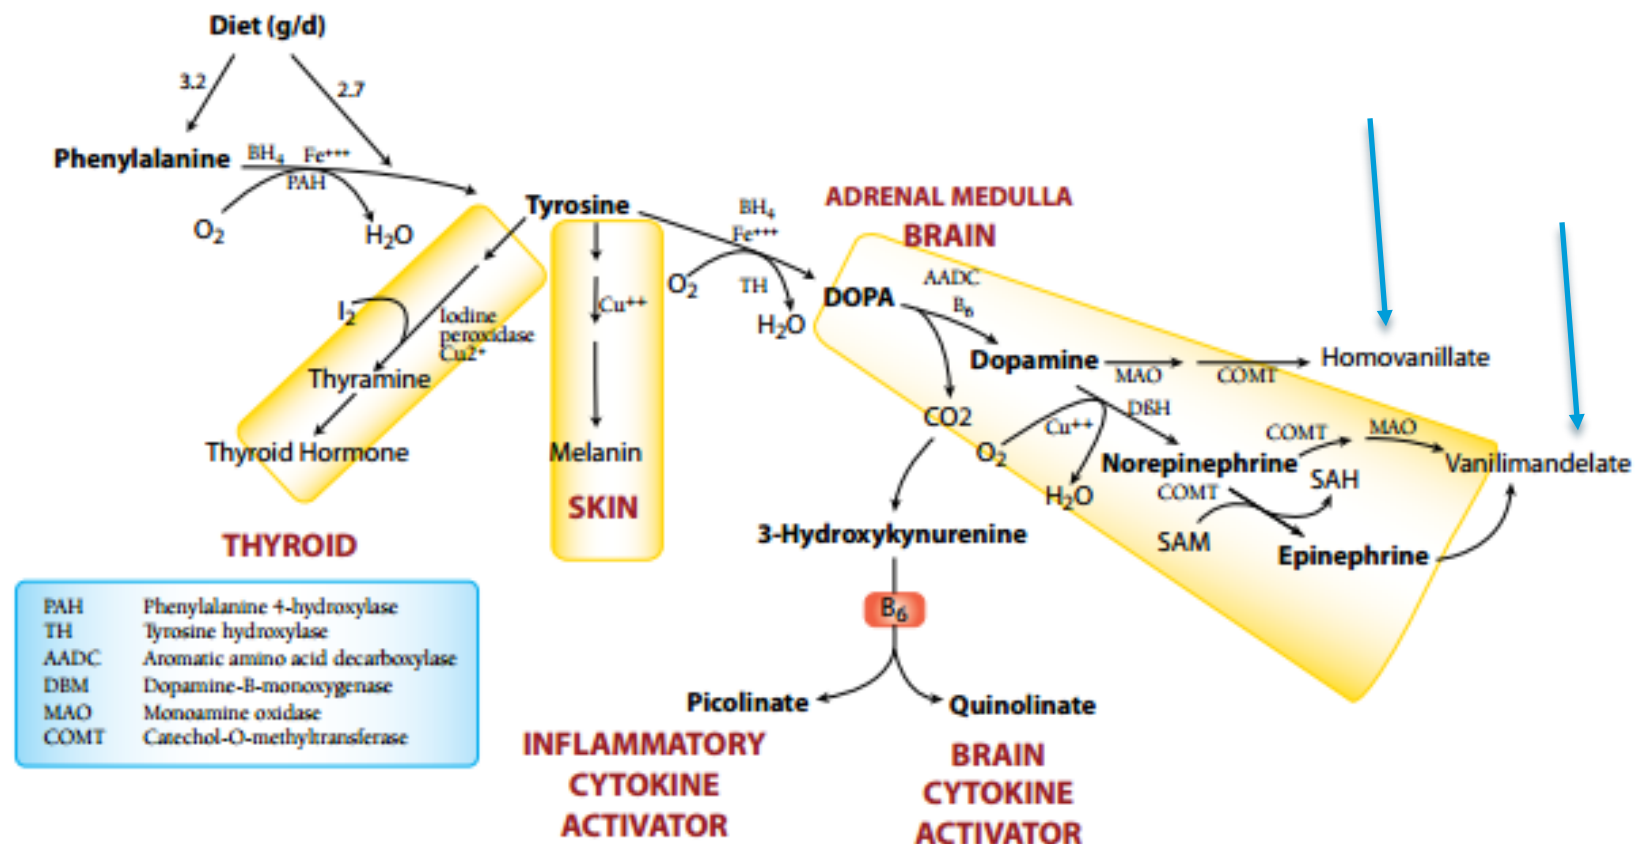 Diet (g/d)
3.2
2.7
Phenylalanine
BH4 Fe+++
PAH
O2
H2O
Tyrosine
BH4
Fe+++
O2
TH
H2O
ADRENAL MEDULLA
BRAIN
DOPA
AADC
B6
Dopamine
MAO
COMT
Homovanillate
I2
Iodine
peroxidase
Cu2+
Thyramine
Thyroid Hormone
THYROID
Cu++
Melanin
SKIN
CO2
O2
Cu++
DBH
H2O
Norepinephrine
COMT
MAO
Vanilimandelate
COMT
SAH
SAM
Epinephrine
3-Hydroxykynurenine
B6
Picolinate
Quinolinate
INFLAMMATORY
CYTOKINE
ACTIVATOR
BRAIN
CYTOKINE
ACTIVATOR
PAH Phenylalanine 4-hydroxylase
TH Tyrosine hydroxylase
AADC Aromatic amino acid decarboxylase
DBM Dopamine-B-monoxygenase
MAO Monoamine oxidase
COMT Catechol-O-methyltransferase